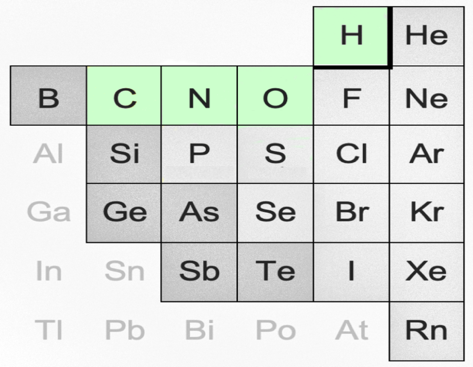 H He
B C N O F Ne
Al Si P S Cl Ar
Ga Ge As Se Br Kr
In Sn Sb Te I Xe
Tl Pb Bi Po At Rn